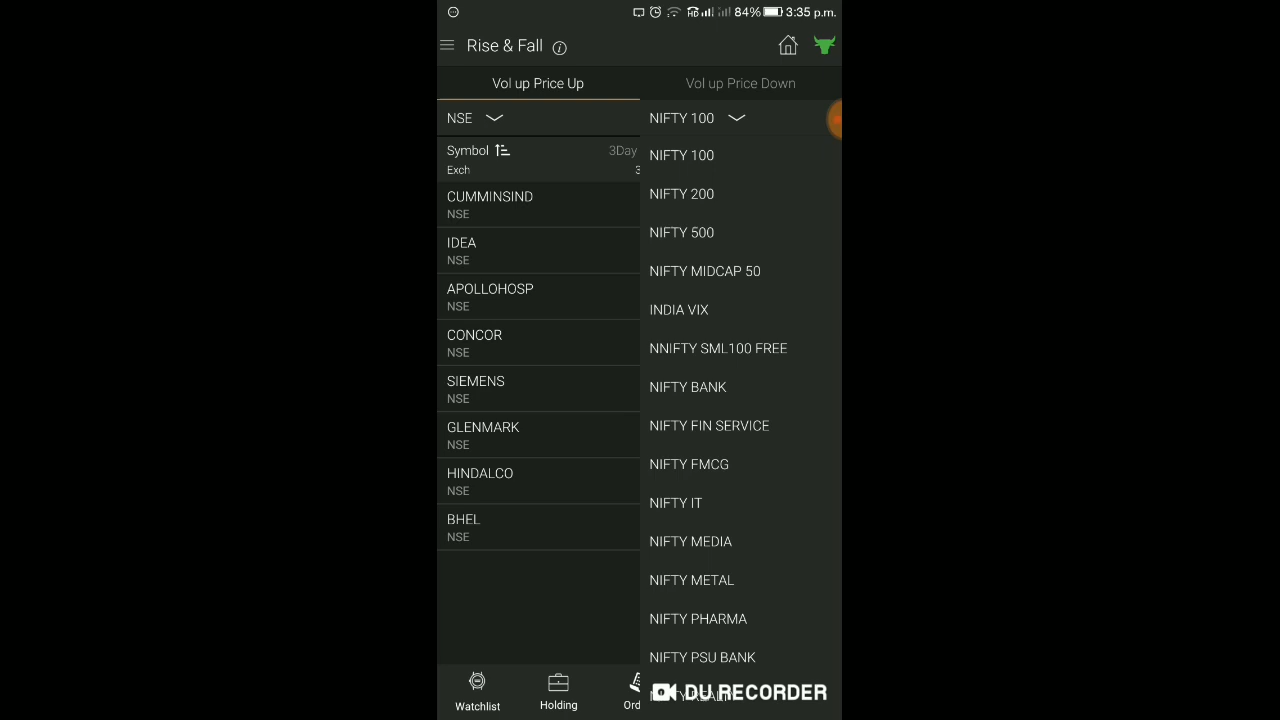 84% 3:35 p.m.
Rise & Fall
Vol up Price Up
Vol up Price Down
NSE
NIFTY 100
Symbol
3Day
Exch
CUMMINSIND
NSE
IDEA
NSE
APOLLOHOSP
NSE
CONCOR
NSE
SIEMENS
NSE
GLENMARK
NSE
HINDALCO
NSE
BHEL
NSE
NIFTY 100
NIFTY 200
NIFTY 500
NIFTY MIDCAP 50
INDIA VIX
NNIFTY SML100 FREE
NIFTY BANK
NIFTY FIN SERVICE
NIFTY FMCG
NIFTY IT
NIFTY MEDIA
NIFTY METAL
NIFTY PHARMA
NIFTY PSU BANK
DU RECORDER
Watchlist
Holding
Ord